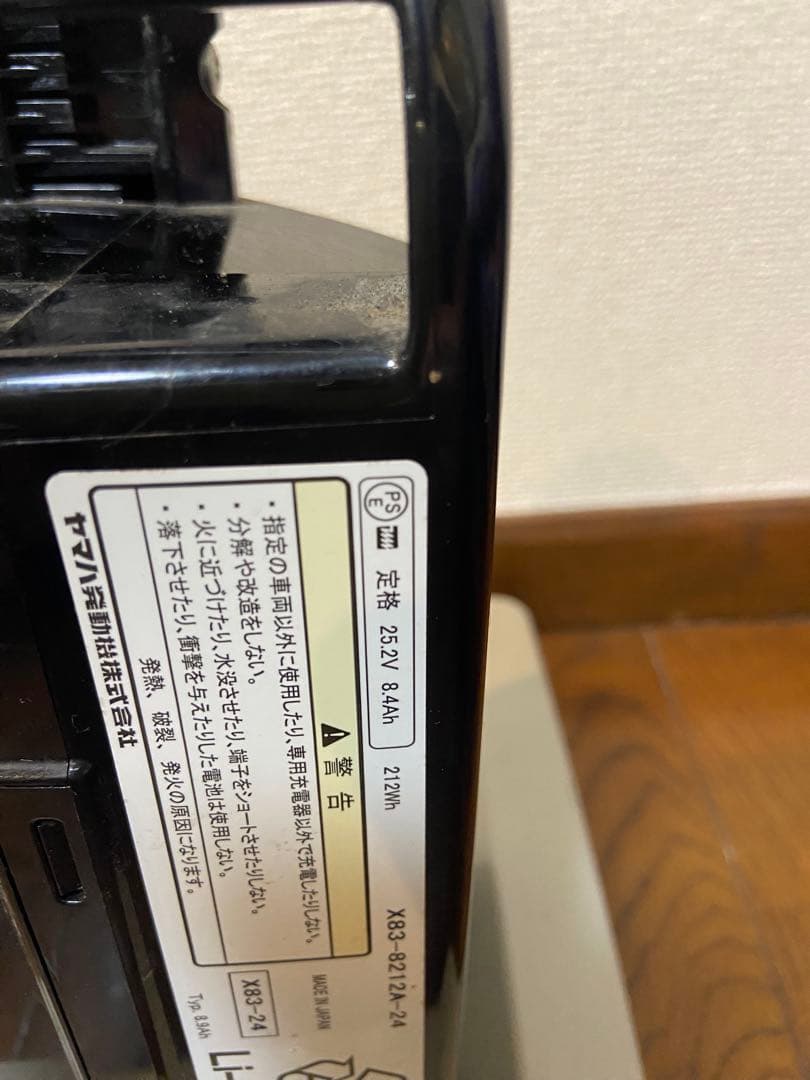 PS
E
定格 25.2V 8.4Ah
212Wh
X83-8212A-24
警告
・指定の車両以外に使用したり、専用充電器以外で充電したりしない。
・分解や改造をしない。
・火に近づけたり、水没させたり、端子をショートさせたりしない。
・落下させたり、衝撃を与えたりした電池は使用しない。
発熱、破裂、発火の原因になります。
ヤマハ発動機株式会社
MADE IN JAPAN
X83-24
Typ. 8.9Ah
Li-